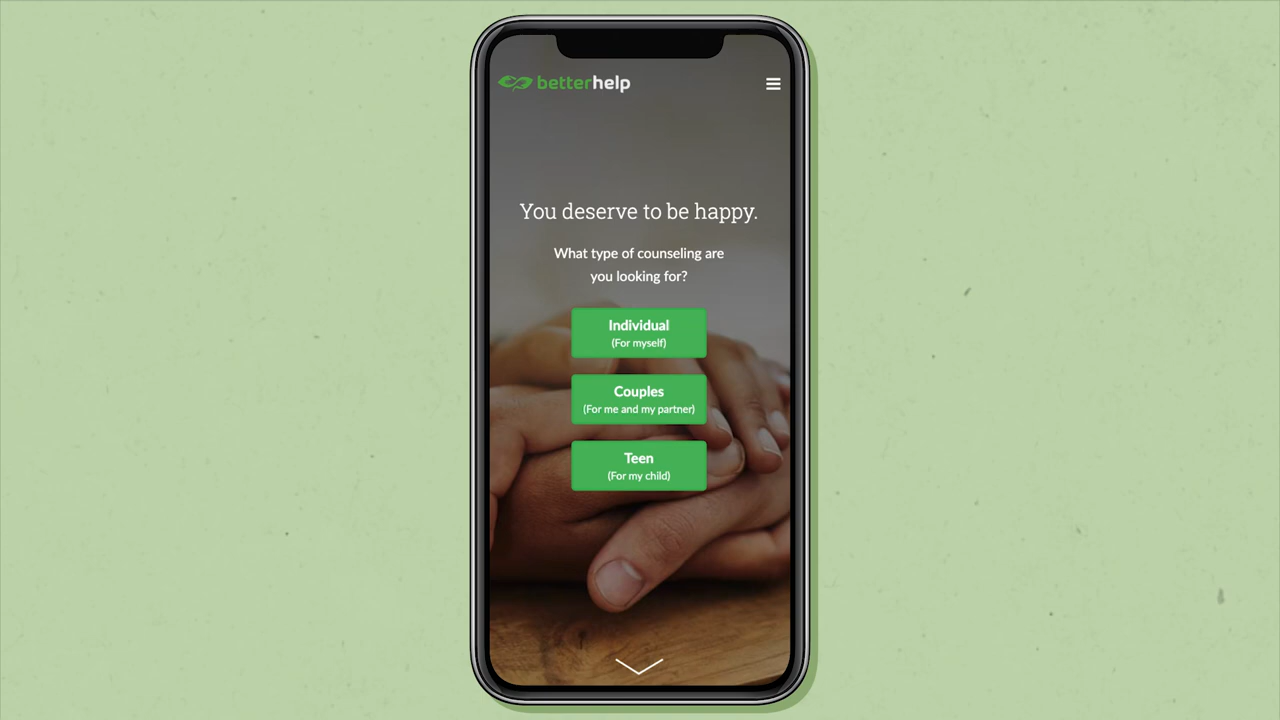 betterhelp
You deserve to be happy.
What type of counseling are
you looking for?
Individual
(For myself)
Couples
(For me and my partner)
Teen
(For my child)